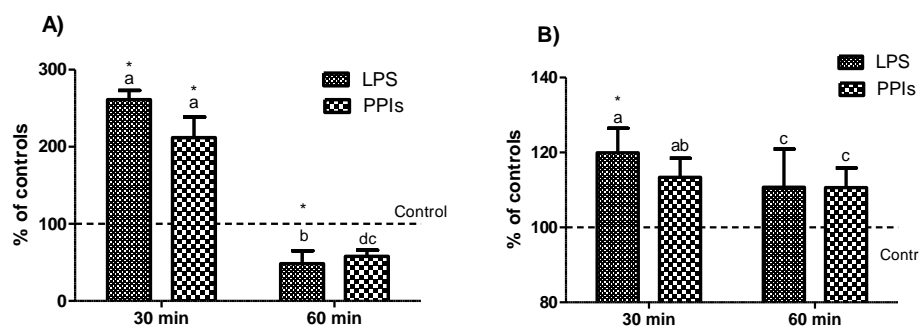 A)
% of controls
300
200
100
0
*
a
*
a
*
b
dc
LPS
PPIs
Control
30 min
60 min
B)
% of controls
140
120
100
80
*
a
ab
c
c
LPS
PPIs
Contr
30 min
60 min